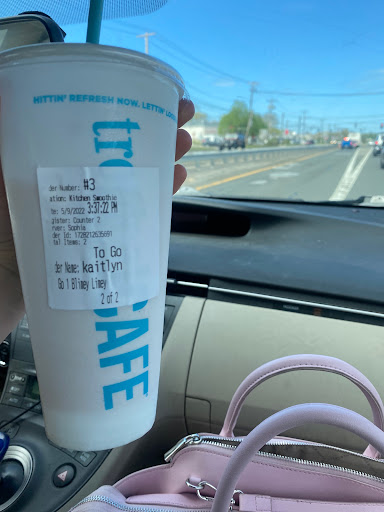 HITTIN' REFRESH NOW. LETTIN'
tro
CAFE
der Number: #3
ation: Kitchen Smoothie
te: 5/9/2022 3:37:22 PM
gister: Counter 2
rver: Sophia
der Id: 1728212635691
tal Items: 2
To Go
der Name: kaitlyn
Go 1 Blimey Limey
2 of 2